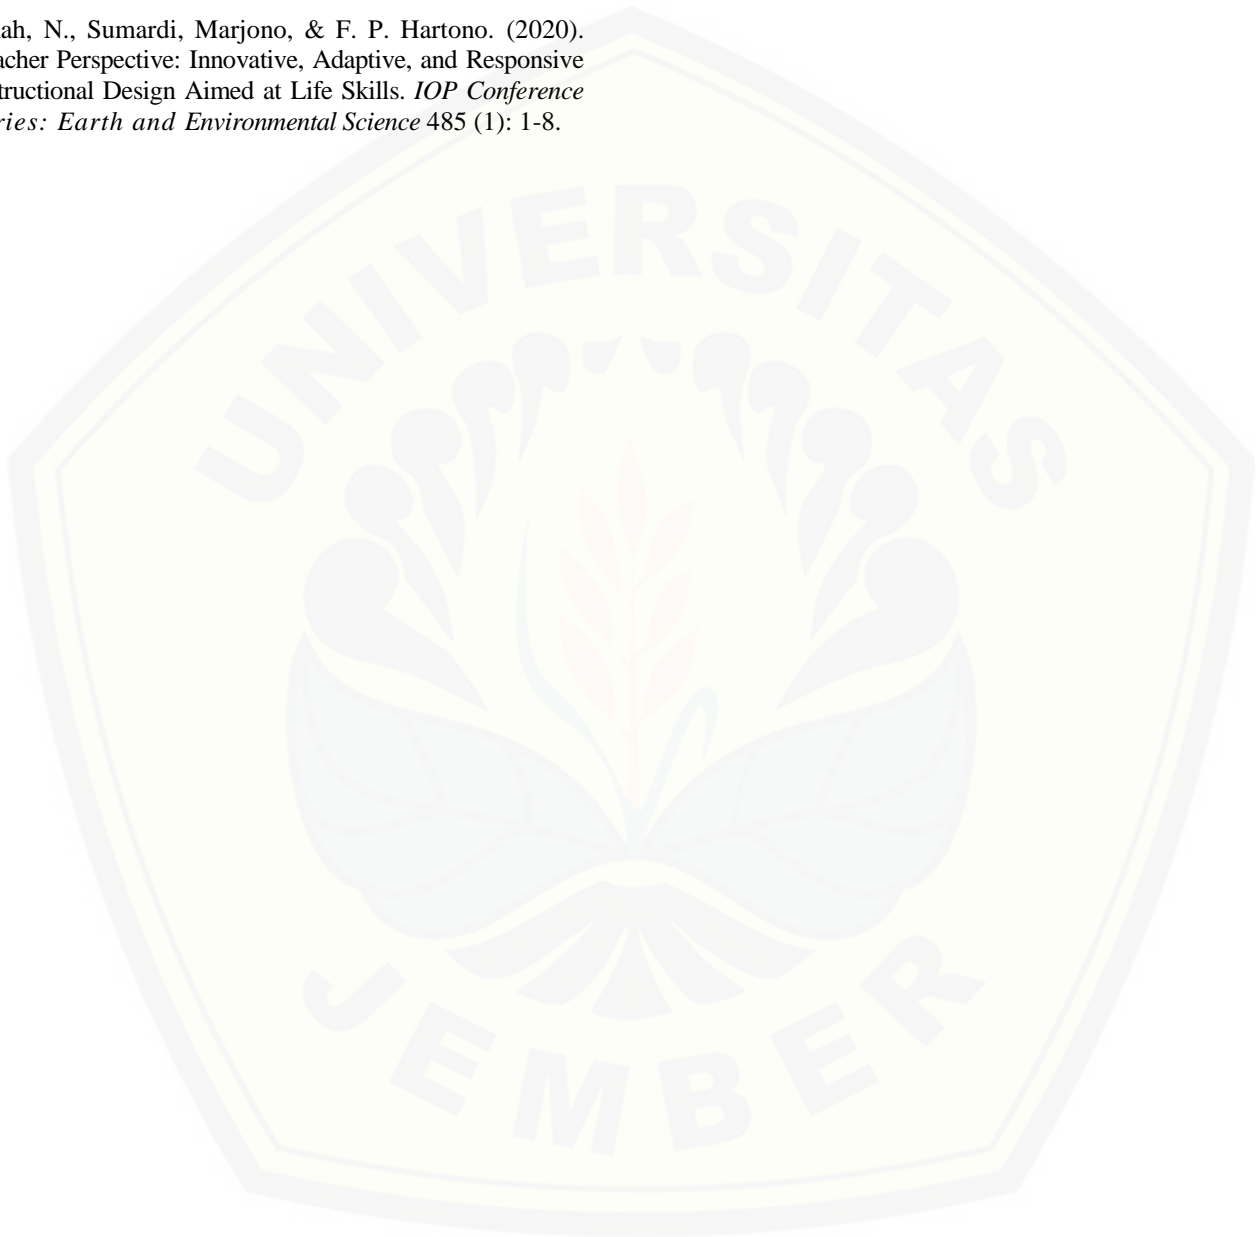 ah, N., Sumardi, Marjono, & F. P. Hartono. (2020).
acher Perspective: Innovative, Adaptive, and Responsive
tructional Design Aimed at Life Skills. IOP Conference
ries: Earth and Environmental Science 485 (1): 1-8.
UNIVERSITAS
JEMBER